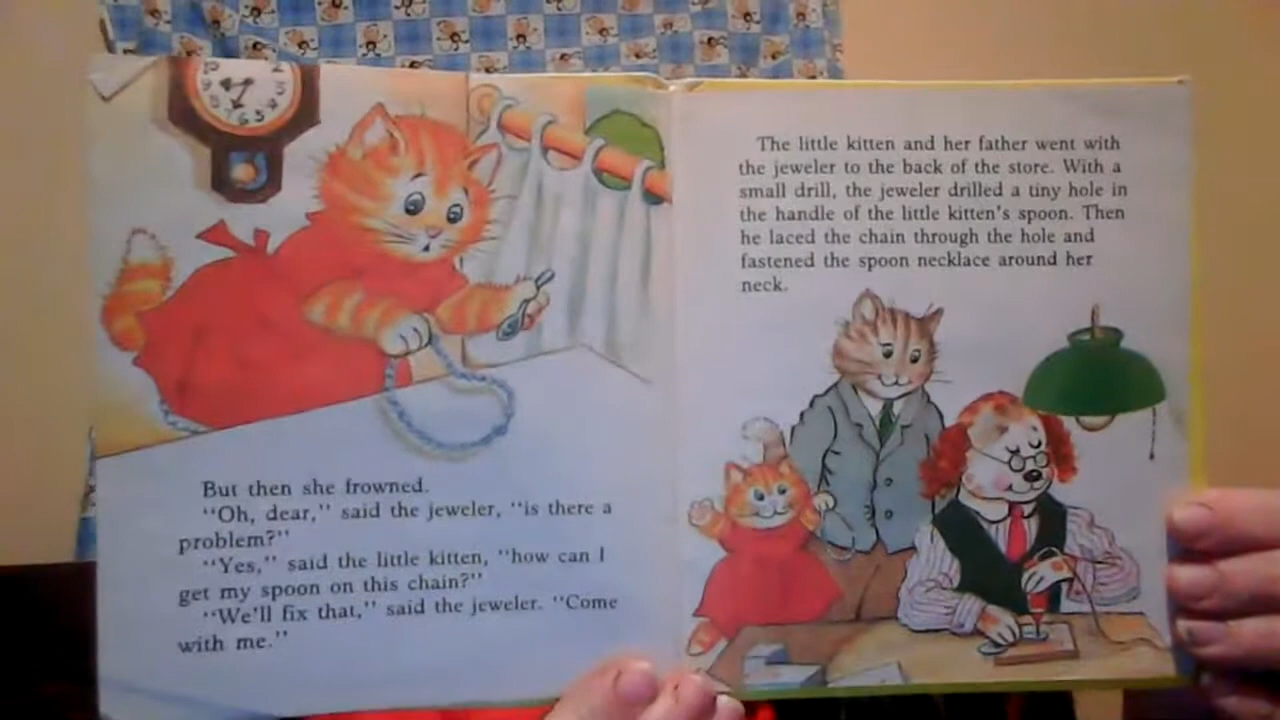 But then she frowned.
"Oh, dear," said the jeweler, "is there a
problem?"
"Yes," said the little kitten, "how can I
get my spoon on this chain?"
"We'll fix that," said the jeweler. "Come
with me."
The little kitten and her father went with
the jeweler to the back of the store. With a
small drill, the jeweler drilled a tiny hole in
the handle of the little kitten's spoon. Then
he laced the chain through the hole and
fastened the spoon necklace around her
neck.